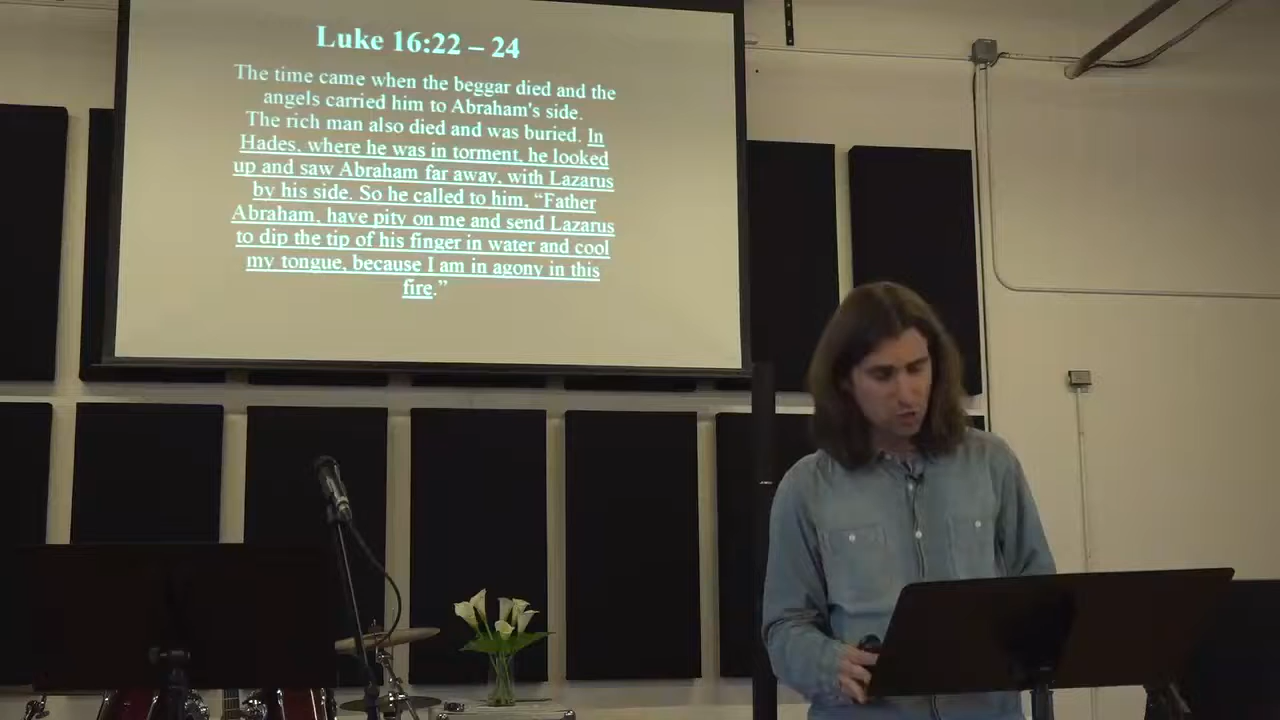 Luke 16:22 – 24
The time came when the beggar died and the
angels carried him to Abraham's side.
The rich man also died and was buried. In
Hades, where he was in torment, he looked
up and saw Abraham far away, with Lazarus
by his side. So he called to him, “Father
Abraham, have pity on me and send Lazarus
to dip the tip of his finger in water and cool
my tongue, because I am in agony in this
fire.”